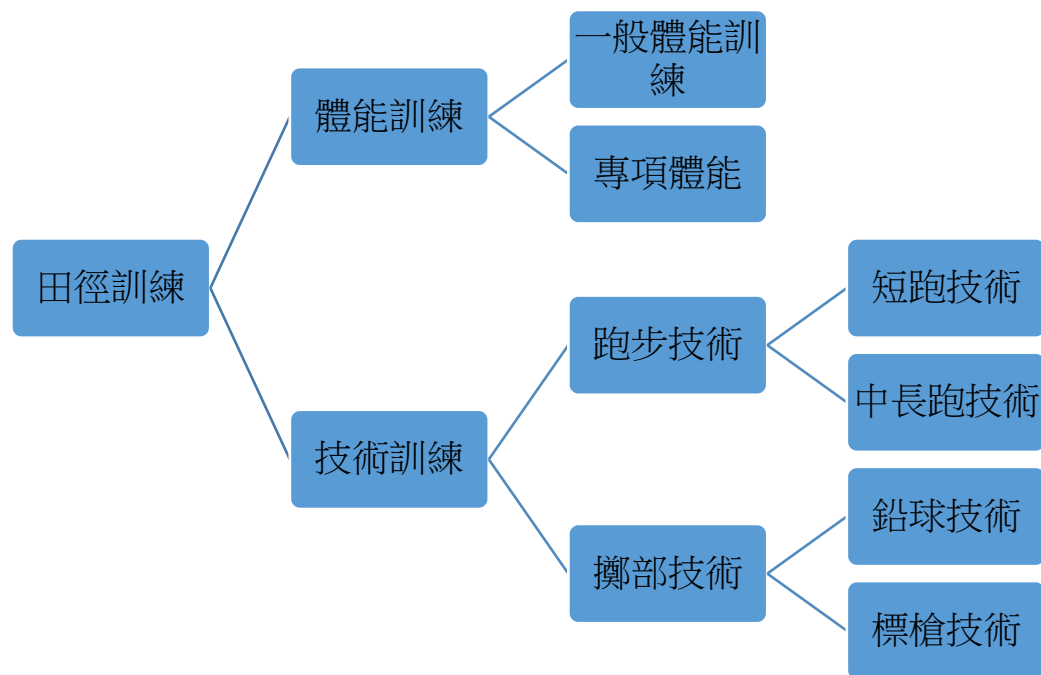 一般體能訓
練
體能訓練
專項體能
田徑訓練
短跑技術
跑步技術
中長跑技術
技術訓練
鉛球技術
擲部技術
標槍技術